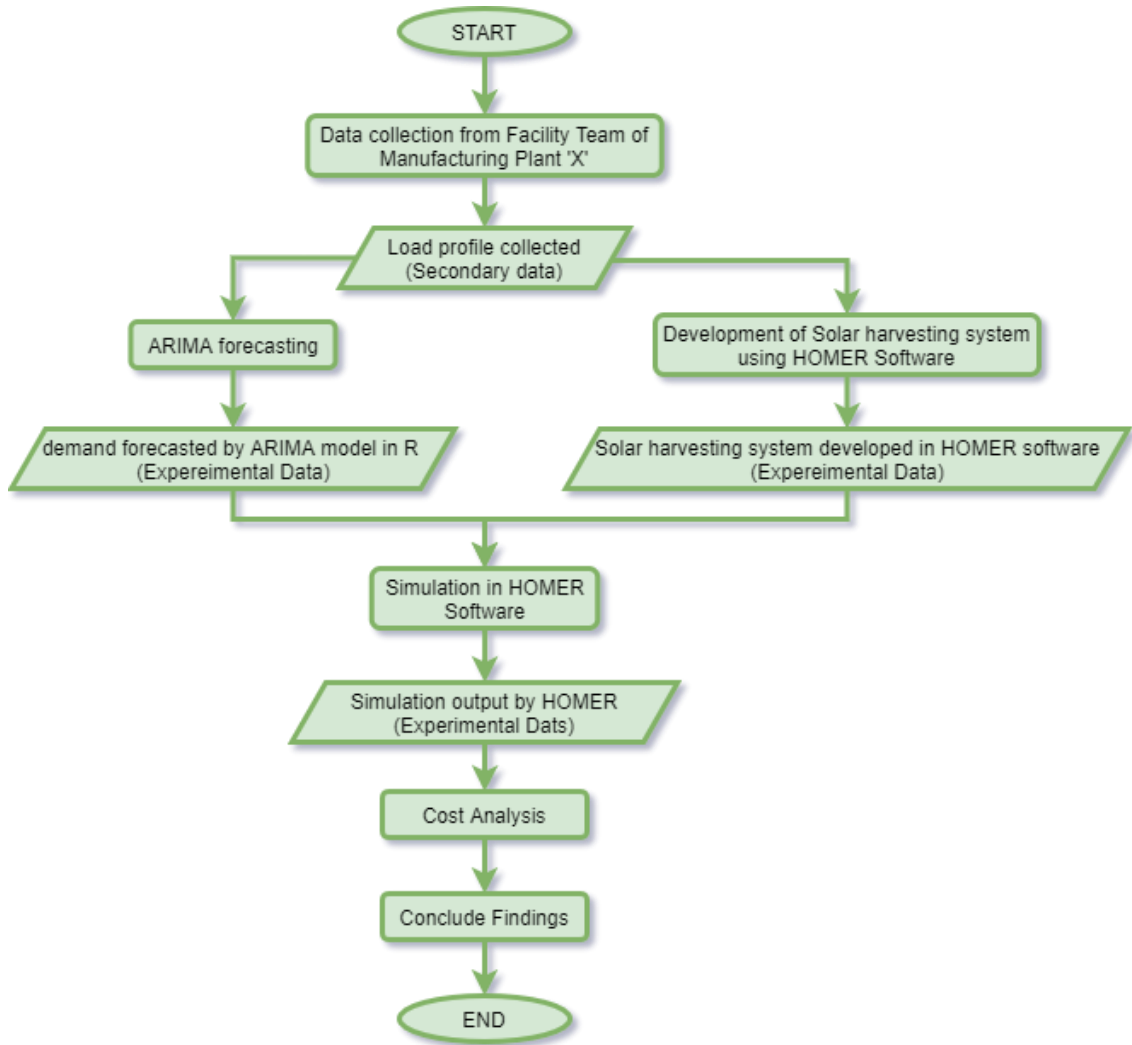 START
Data collection from Facility Team of
Manufacturing Plant 'X'
Load profile collected
(Secondary data)
ARIMA forecasting
Development of Solar harvesting system
using HOMER Software
demand forecasted by ARIMA model in R
(Expereimental Data)
Solar harvesting system developed in HOMER software
(Expereimental Data)
Simulation in HOMER
Software
Simulation output by HOMER
(Experimental Dats)
Cost Analysis
Conclude Findings
END